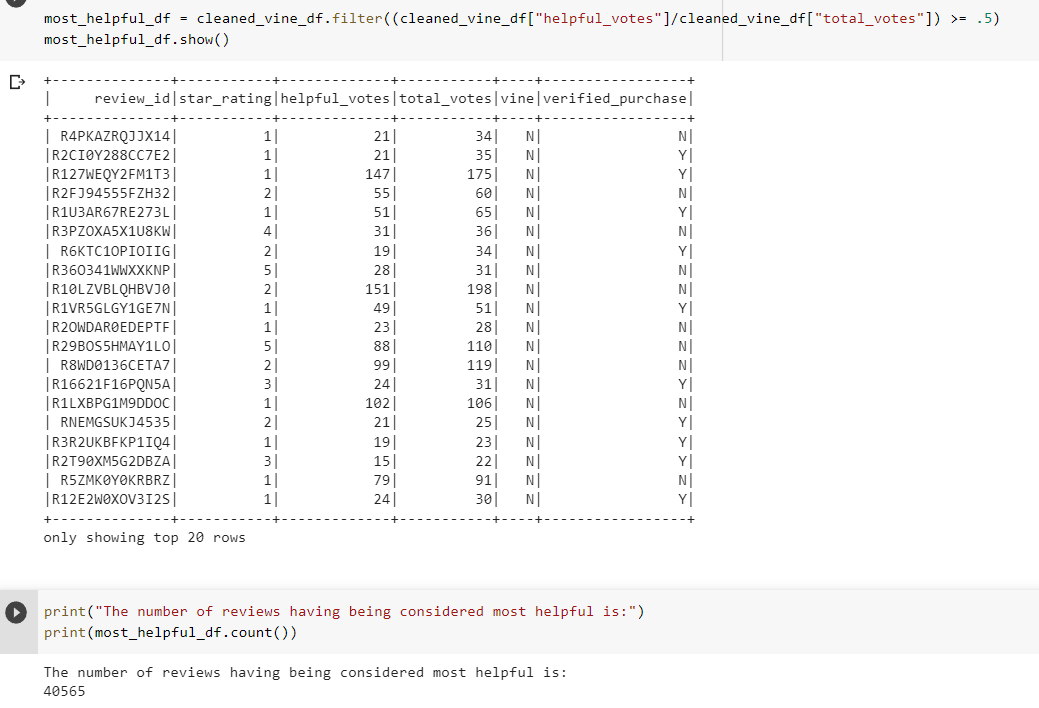 most_helpful_df = cleaned_vine_df.filter((cleaned_vine_df["helpful_votes"]/cleaned_vine_df["total_votes"]) >= .5)
most_helpful_df.show()
+--------------+-----------+-------------+-----------+----+-----------------+
|     review_id|star_rating|helpful_votes|total_votes|vine|verified_purchase|
+--------------+-----------+-------------+-----------+----+-----------------+
| R4PKAZRQJJX14|          1|           21|         34|   N|                N|
|R2CI0Y288CC7E2|          1|           21|         35|   N|                Y|
|R127WEQY2FM1T3|          1|          147|        175|   N|                Y|
|R2FJ94555FZH32|          2|           55|         60|   N|                N|
|R1U3AR67RE273L|          1|           51|         65|   N|                Y|
|R3PZOXA5X1U8KW|          4|           31|         36|   N|                N|
| R6KTC1OPIOIIG|          2|           19|         34|   N|                Y|
|R36O341WWXXKNP|          5|           28|         31|   N|                N|
|R10LZVBLQHBVJ0|          2|          151|        198|   N|                N|
|R1VR5GLGY1GE7N|          1|           49|         51|   N|                Y|
|R2OWDAR0EDEPTF|          1|           23|         28|   N|                N|
|R29BOS5HMAY1LO|          5|           88|        110|   N|                N|
| R8WD0136CETA7|          2|           99|        119|   N|                N|
|R16621F16PQN5A|          3|           24|         31|   N|                Y|
|R1LXBPG1M9DDOC|          1|          102|        106|   N|                N|
| RNEMGSUKJ4535|          2|           21|         25|   N|                Y|
|R3R2UKBFKP1IQ4|          1|           19|         23|   N|                Y|
|R2T90XM5G2DBZA|          3|           15|         22|   N|                Y|
| R5ZMK0Y0KRBRZ|          1|           79|         91|   N|                N|
|R12E2W0XOV3I2S|          1|           24|         30|   N|                Y|
+--------------+-----------+-------------+-----------+----+-----------------+
only showing top 20 rows
print("The number of reviews having being considered most helpful is:")
print(most_helpful_df.count())
The number of reviews having being considered most helpful is:
40565